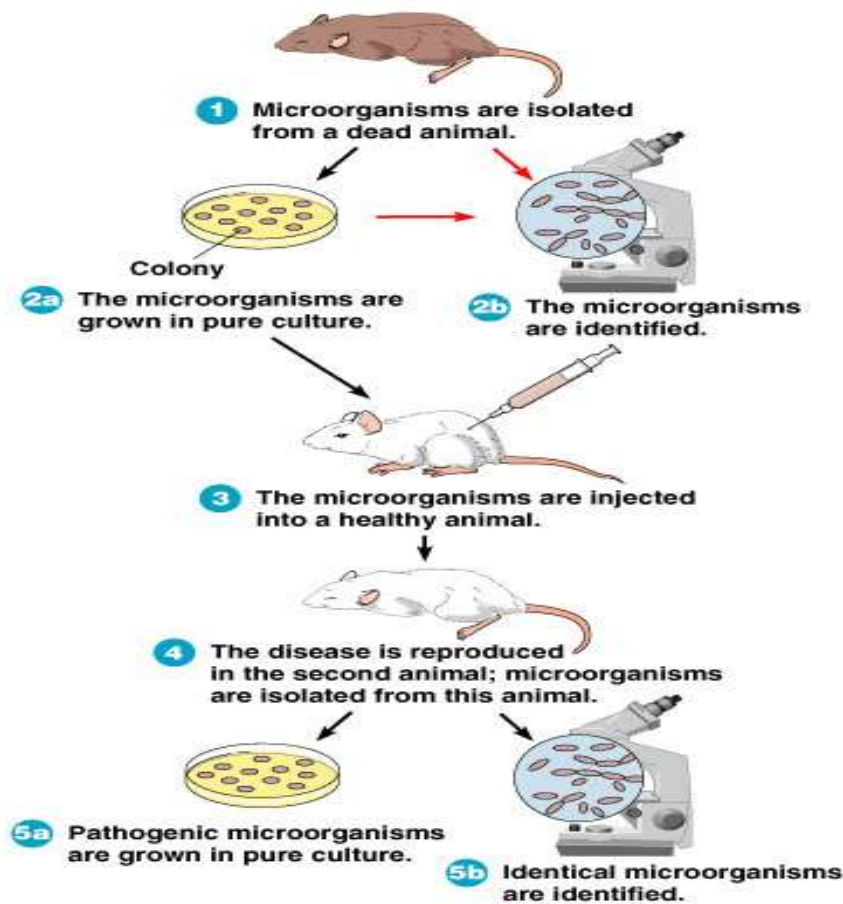 1 Microorganisms are isolated
from a dead animal.
Colony
2a The microorganisms are
grown in pure culture.
2b The microorganisms
are identified.
3 The microorganisms are injected
into a healthy animal.
4 The disease is reproduced
in the second animal; microorganisms
are isolated from this animal.
5a Pathogenic microorganisms
are grown in pure culture.
5b Identical microorganisms
are identified.